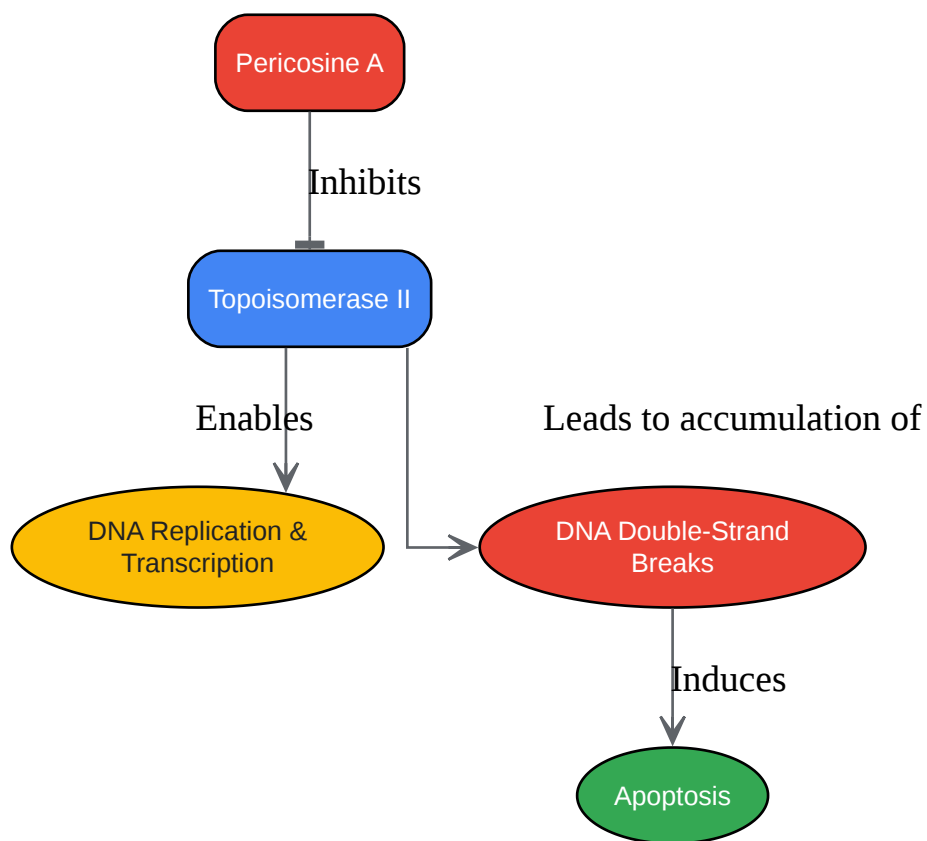 Pericosine A
Inhibits
Topoisomerase II
Enables
Leads to accumulation of
DNA Replication &
Transcription
DNA Double-Strand
Breaks
Induces
Apoptosis